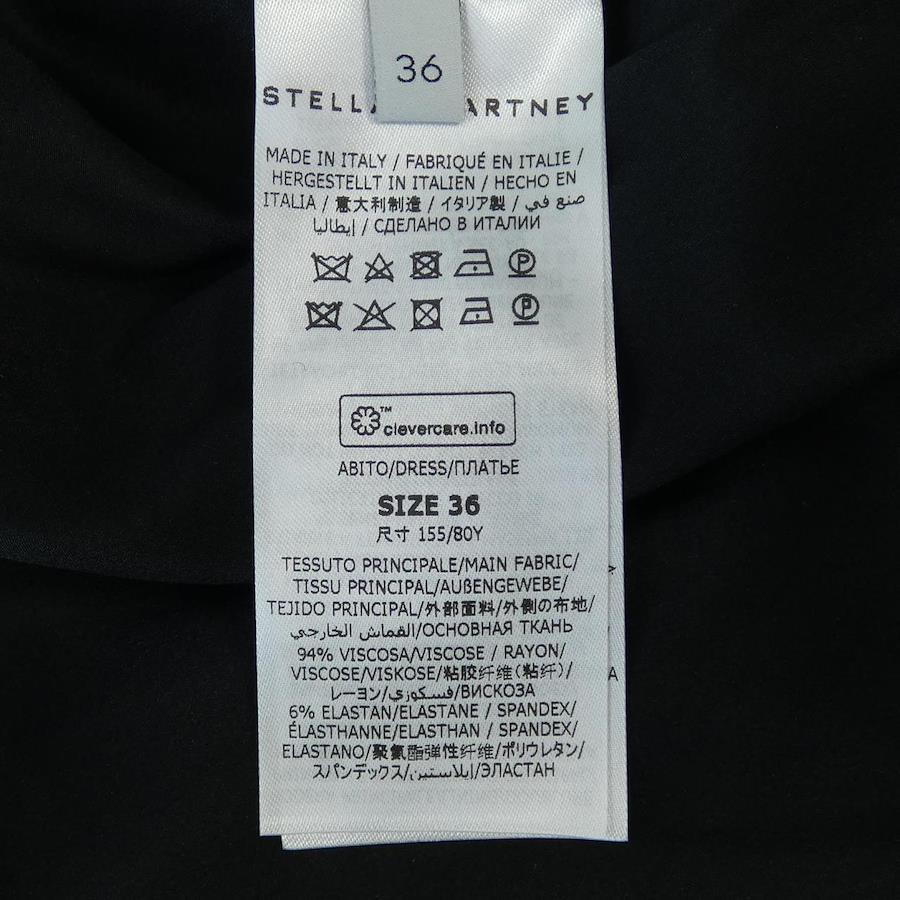 36
STELL ARTNEY
MADE IN ITALY / FABRIQUÉ EN ITALIE /
HERGESTELLT IN ITALIEN / HECHO EN
ITALIA / 意大利制造 / イタリア製 / صنع في
إيطاليا / СДЕЛАНО В ИТАЛИИ
P P
clevercare.info™
ABITO/DRESS/ПЛАТЬЕ
SIZE 36
尺寸 155/80Y
TESSUTO PRINCIPALE/MAIN FABRIC/
TISSU PRINCIPAL/AUßENGEWEBE/
TEJIDO PRINCIPAL/外部面料/外側の布地/
القماش الخارجي/ОСНОВНАЯ ТКАНЬ
94% VISCOSA/VISCOSE / RAYON/
VISCOSE/VISKOSE/粘胶纤维(粘纤)/
レーヨン/فسكوزي/ВИСКОЗА
6% ELASTAN/ELASTANE / SPANDEX/
ÉLASTHANNE/ELASTHAN / SPANDEX/
ELASTANO/聚氨酯弹性纤维/ポリウレタン/
スパンデックス/إيلاستين/ЭЛАСТАН